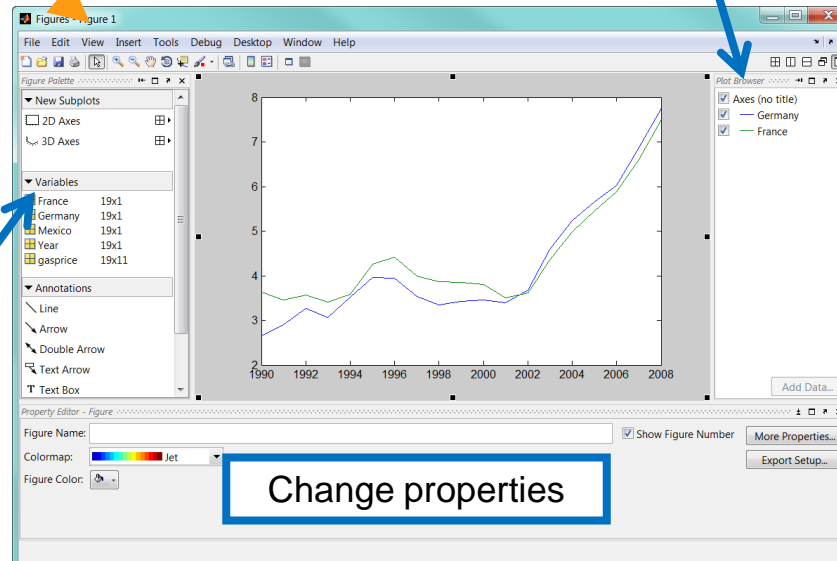 Figures - Figure 1
File Edit View Insert Tools Debug Desktop Window Help
Figure Palette
New Subplots
2D Axes
3D Axes
Variables
France 19x1
Germany 19x1
Mexico 19x1
Year 19x1
gasprice 19x11
Annotations
Line
Arrow
Double Arrow
Text Arrow
T Text Box
8
7
6
5
4
3
2
1990 1992 1994 1996 1998 2000 2002 2004 2006 2008
Plot Browser
Axes (no title)
Germany
France
Add Data...
Property Editor - Figure
Figure Name:
Show Figure Number
More Properties...
Colormap:
Jet
Export Setup...
Figure Color:
Change properties